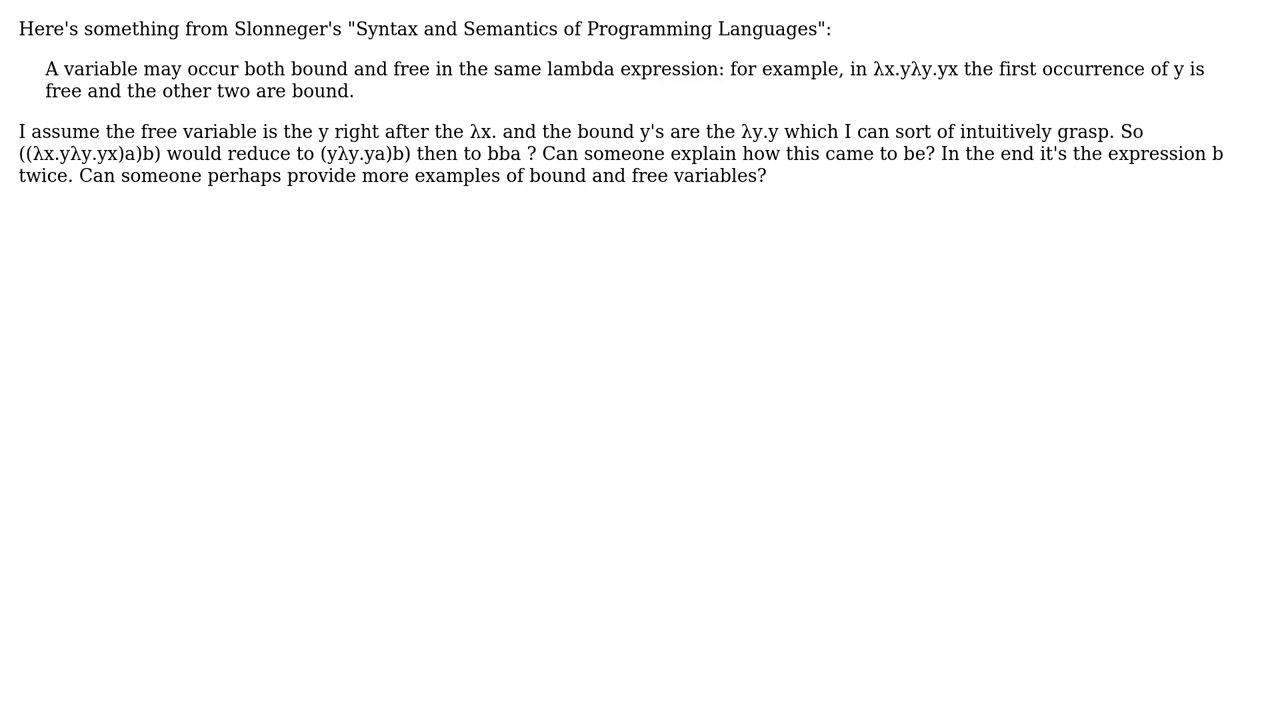 Here's something from Slonneger's "Syntax and Semantics of Programming Languages":
A variable may occur both bound and free in the same lambda expression: for example, in λx.yλy.yx the first occurrence of y is
free and the other two are bound.
I assume the free variable is the y right after the λx. and the bound y's are the λy.y which I can sort of intuitively grasp. So
((λx.yλy.yx)a)b) would reduce to (yλy.ya)b) then to bba ? Can someone explain how this came to be? In the end it's the expression b
twice. Can someone perhaps provide more examples of bound and free variables?